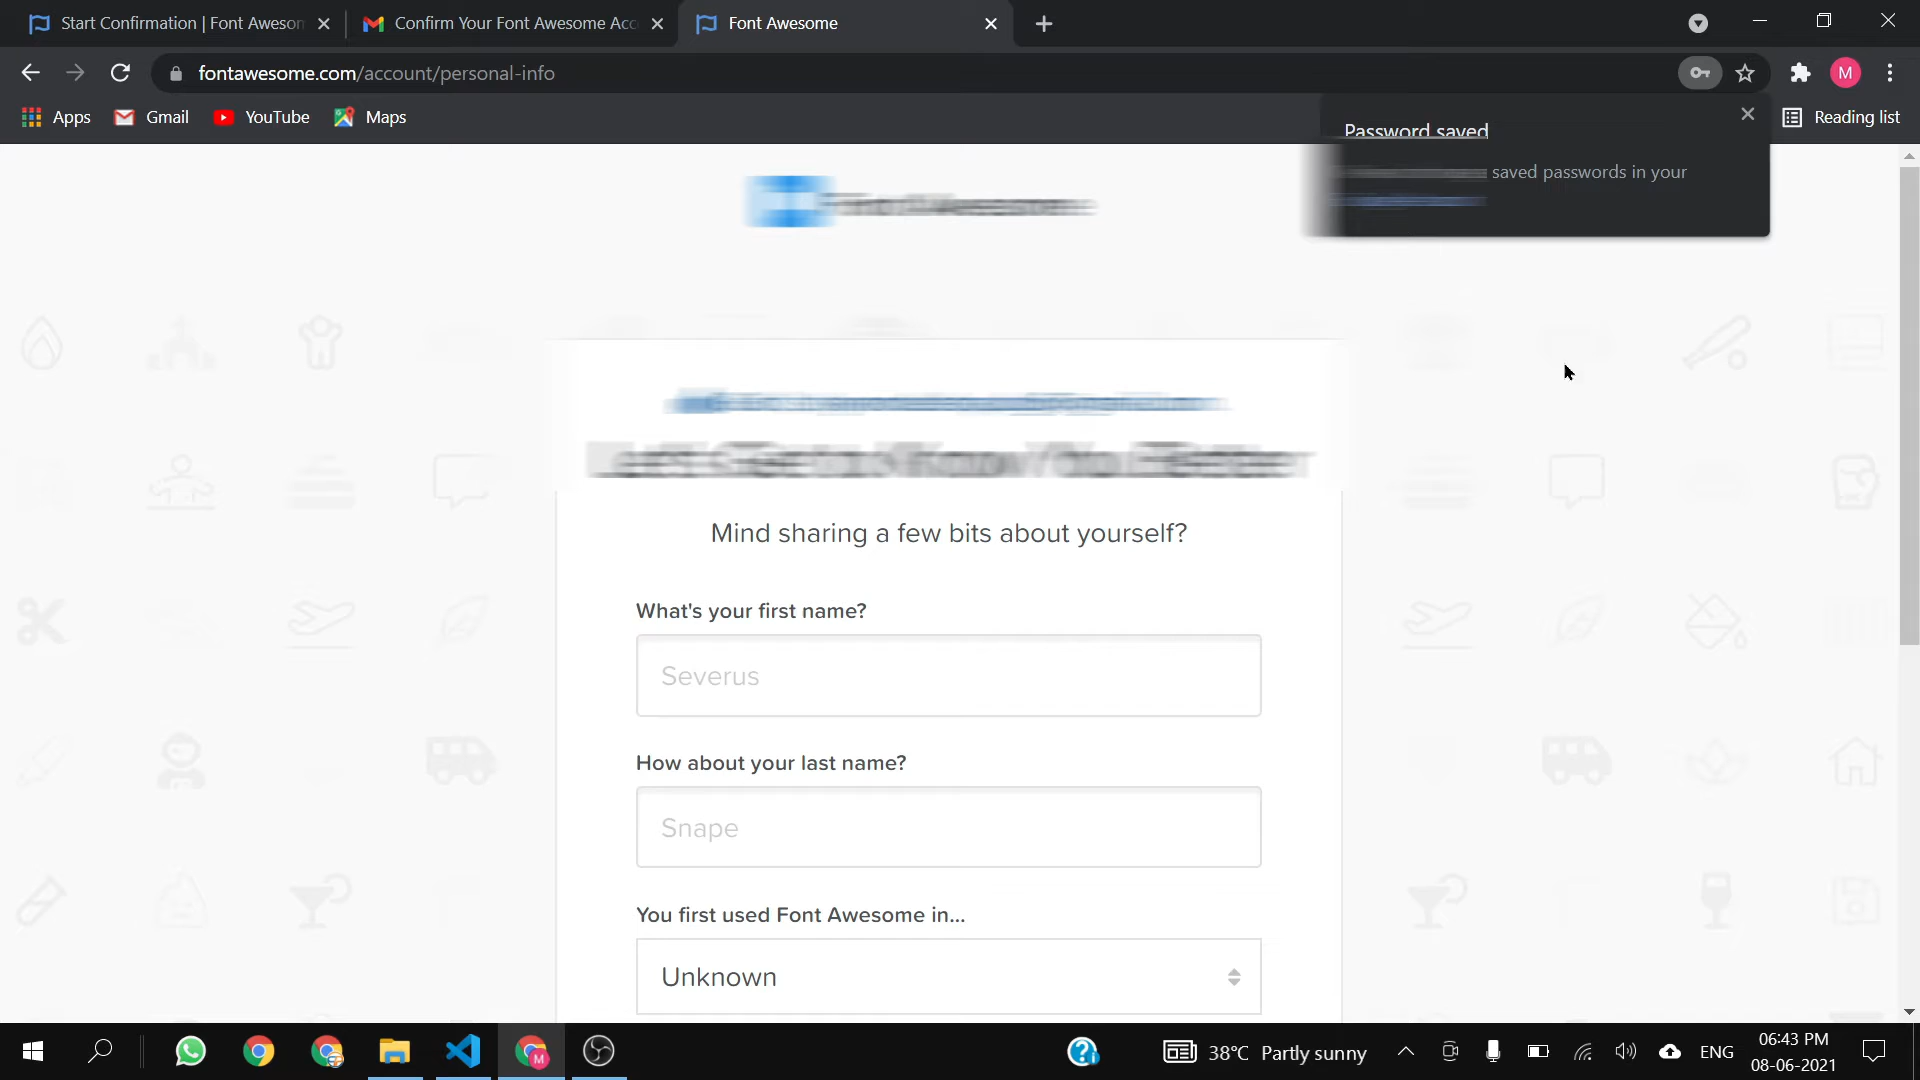 Start Confirmation | Font Aweson
Confirm Your Font Awesome Acc
Font Awesome
fontawesome.com/account/personal-info
M
Apps
Gmail
YouTube
Maps
Reading list
Password saved
saved passwords in your
Mind sharing a few bits about yourself?
What's your first name?
Severus
How about your last name?
Snape
You first used Font Awesome in...
Unknown
M
38°C Partly sunny
ENG
06:43 PM
08-06-2021